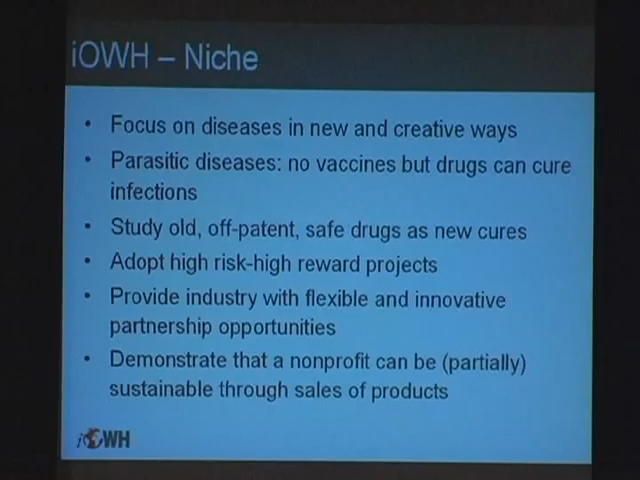 iOWH – Niche
• Focus on diseases in new and creative ways
• Parasitic diseases: no vaccines but drugs can cure
infections
• Study old, off-patent, safe drugs as new cures
• Adopt high risk-high reward projects
• Provide industry with flexible and innovative
partnership opportunities
• Demonstrate that a nonprofit can be (partially)
sustainable through sales of products
iOWH